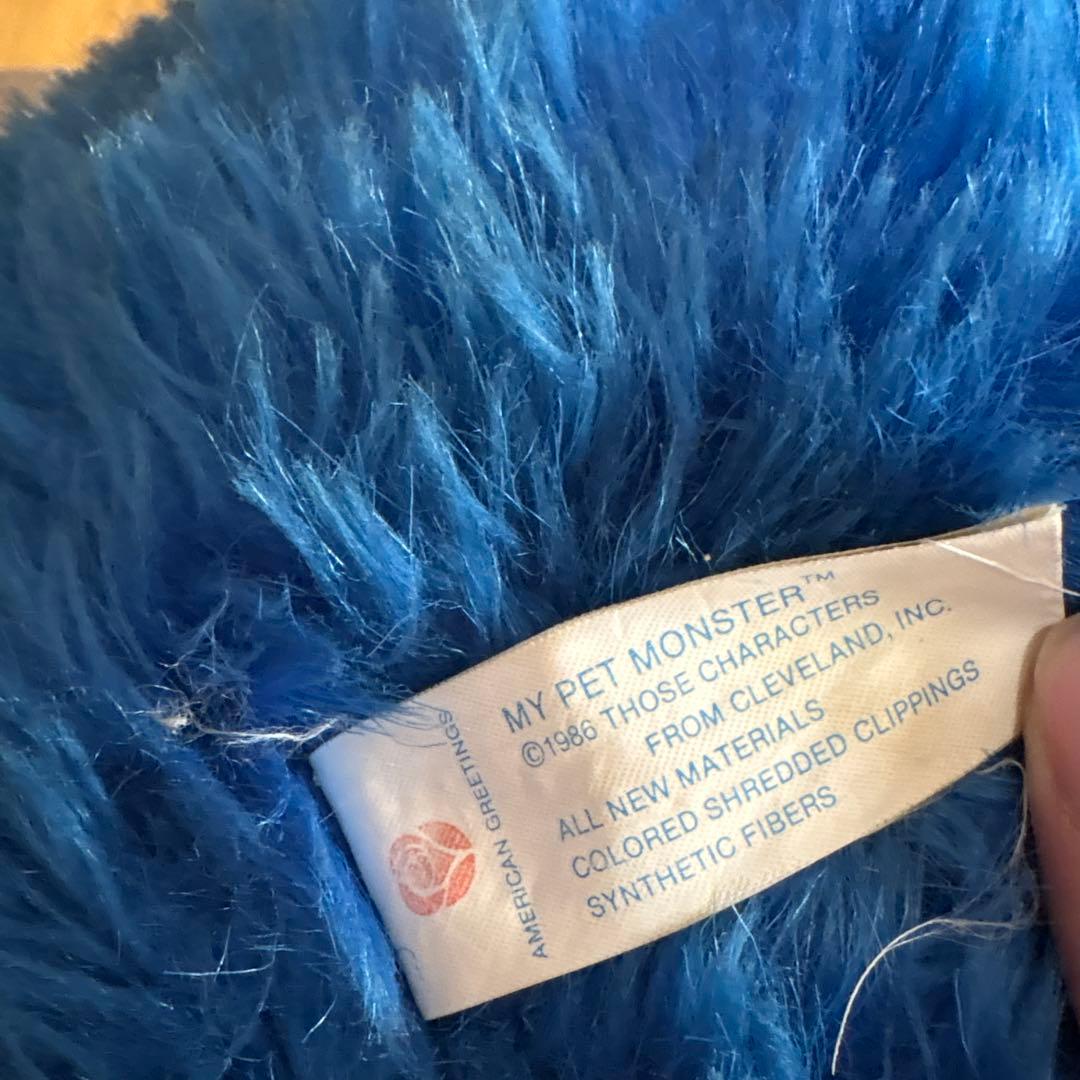 MY PET MONSTER™
©1986 THOSE CHARACTERS
FROM CLEVELAND, INC.
ALL NEW MATERIALS
COLORED SHREDDED CLIPPINGS
SYNTHETIC FIBERS
AMERICAN GREETINGS